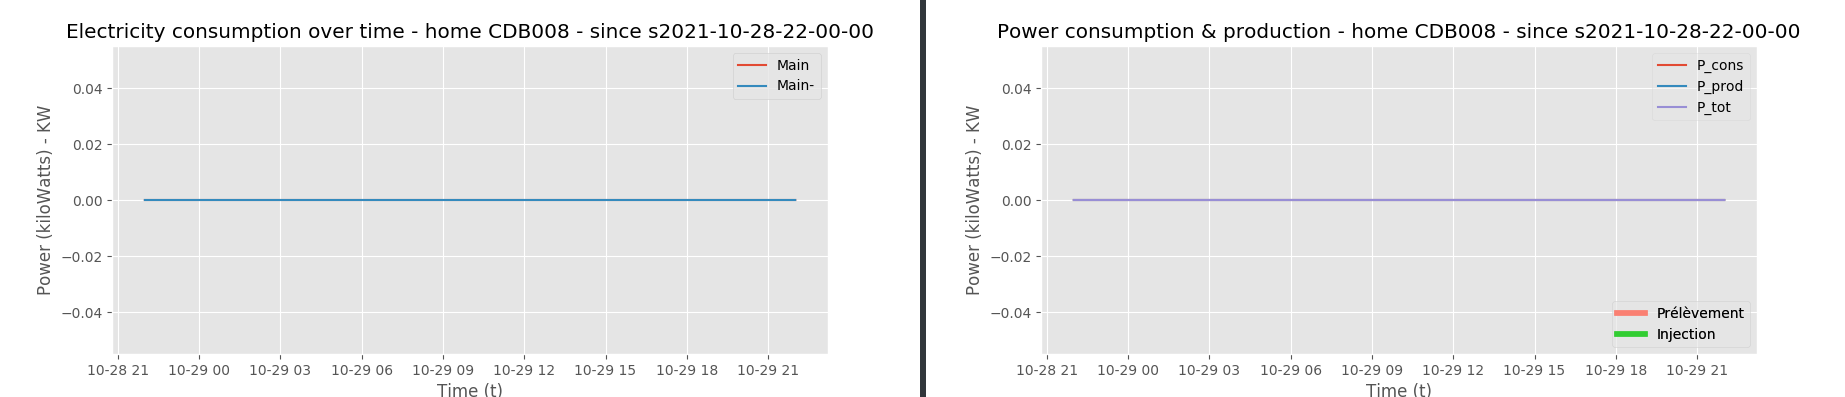 Electricity consumption over time - home CDB008 - since s2021-10-28-22-00-00
Main
Main-
0.04
0.02
0.00
−0.02
−0.04
Power (kiloWatts) - KW
10-28 21 10-29 00 10-29 03 10-29 06 10-29 09 10-29 12 10-29 15 10-29 18 10-29 21
Time (t)
Power consumption & production - home CDB008 - since s2021-10-28-22-00-00
P_cons
P_prod
P_tot
0.04
0.02
0.00
−0.02
−0.04
Power (kiloWatts) - KW
Prélèvement
Injection
10-28 21 10-29 00 10-29 03 10-29 06 10-29 09 10-29 12 10-29 15 10-29 18 10-29 21
Time (t)